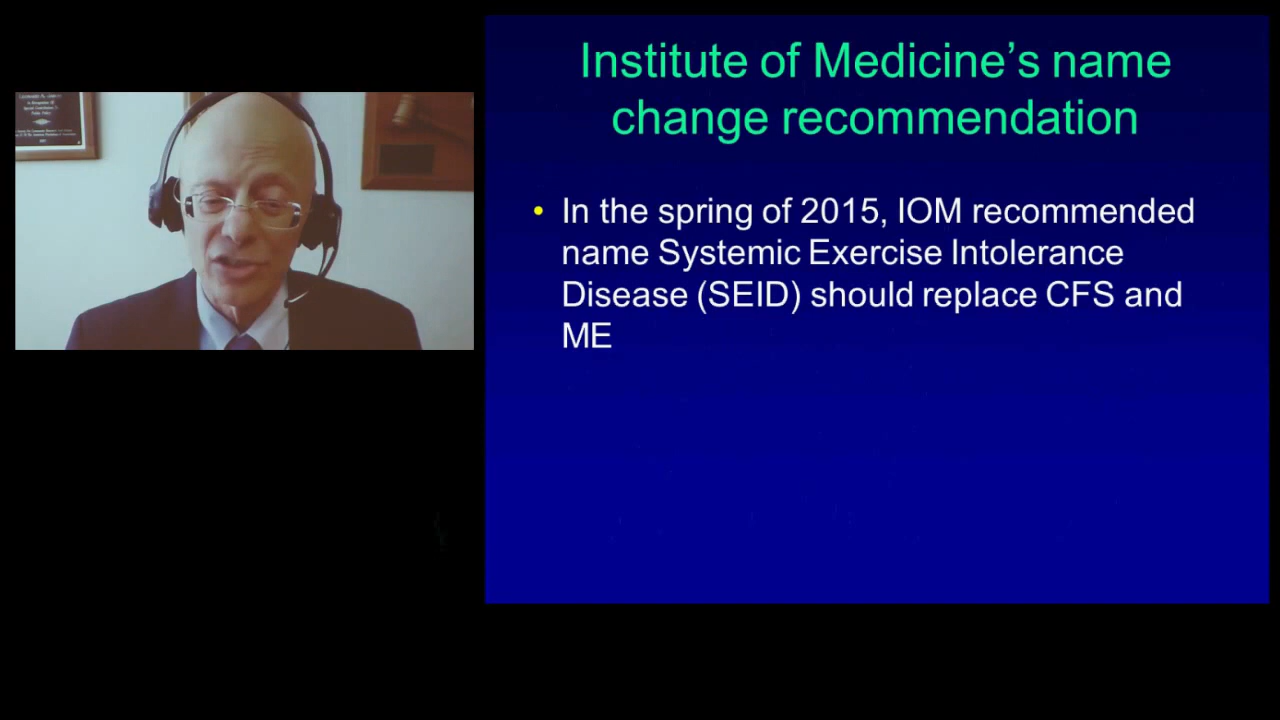 Institute of Medicine’s name
change recommendation
• In the spring of 2015, IOM recommended
name Systemic Exercise Intolerance
Disease (SEID) should replace CFS and
ME